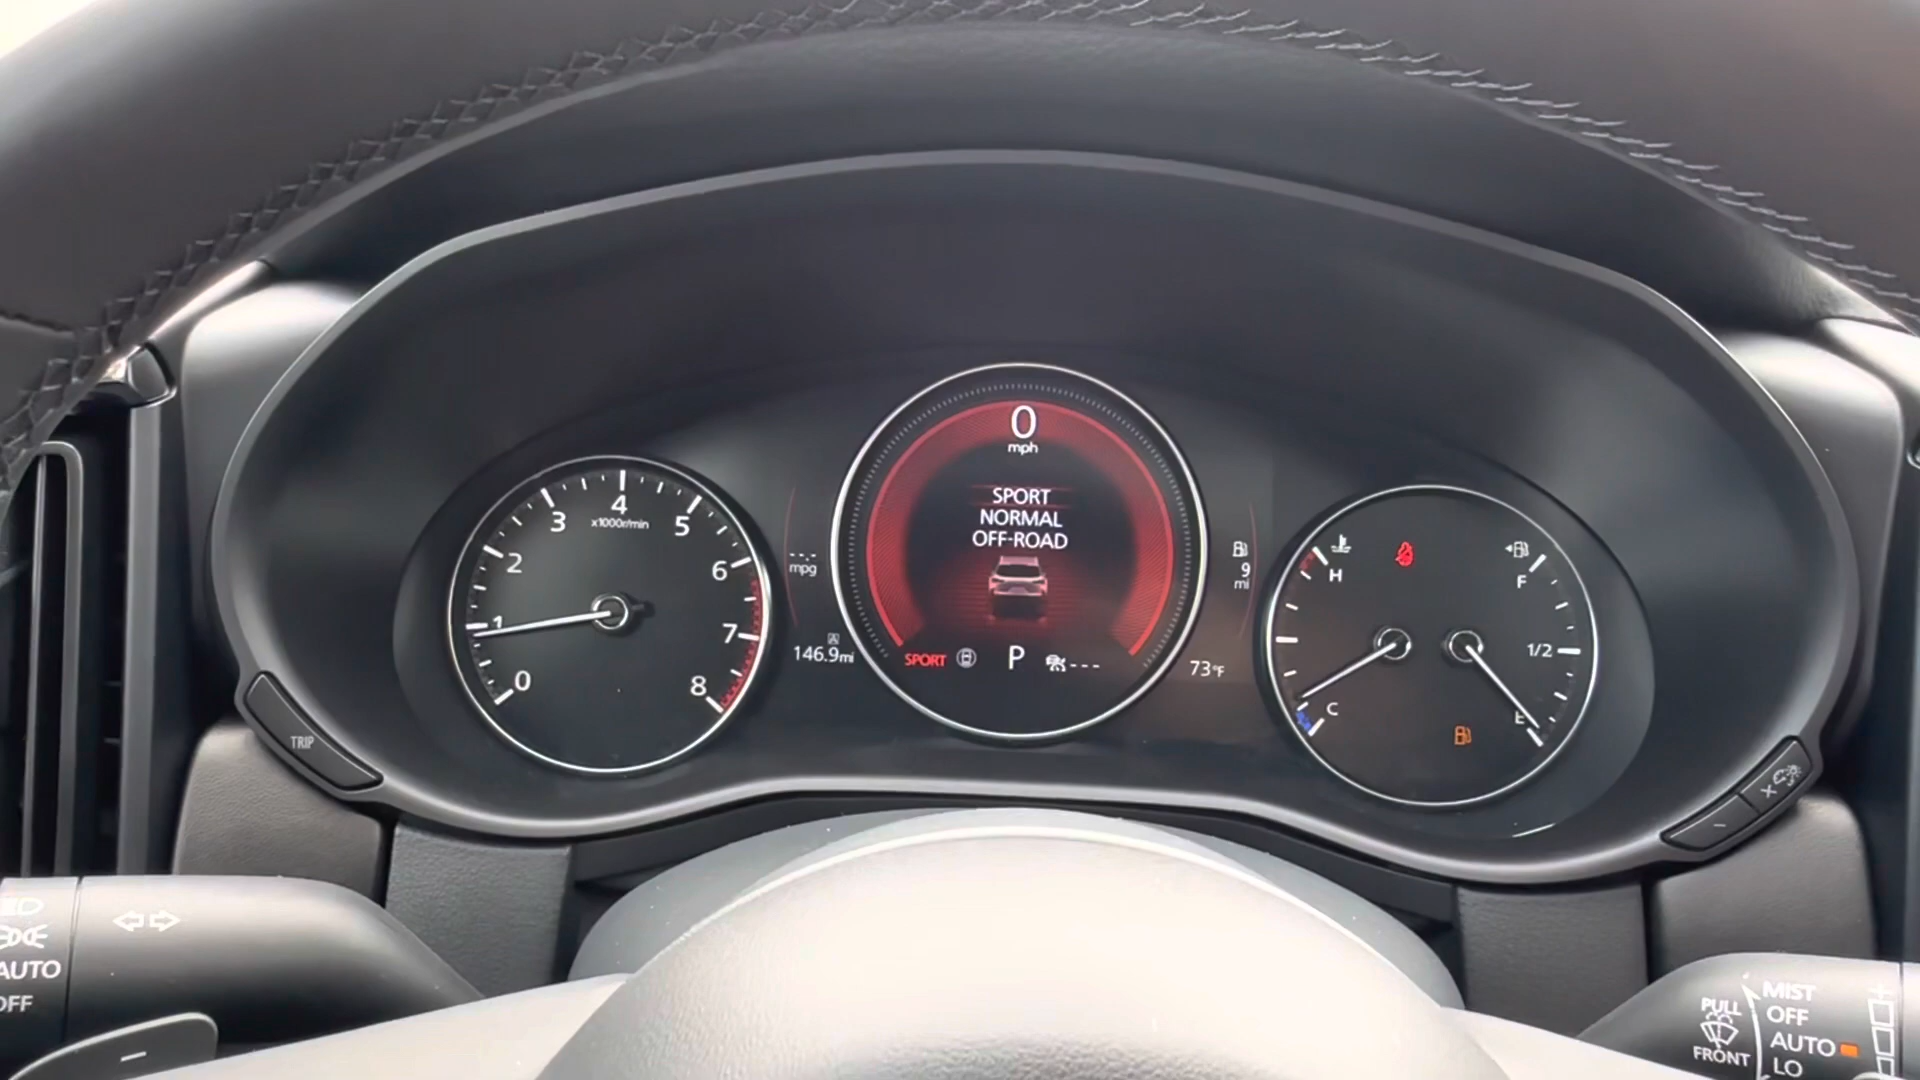 0
mph
SPORT
NORMAL
OFF-ROAD
SPORT
P
---
0
1
2
3
4
5
6
7
8
x1000r/min
--.-
mpg
A
146.9mi
9
mi
73°F
H
C
F
1/2
E
TRIP
AUTO
OFF
PULL
FRONT
MIST
OFF
AUTO
LO